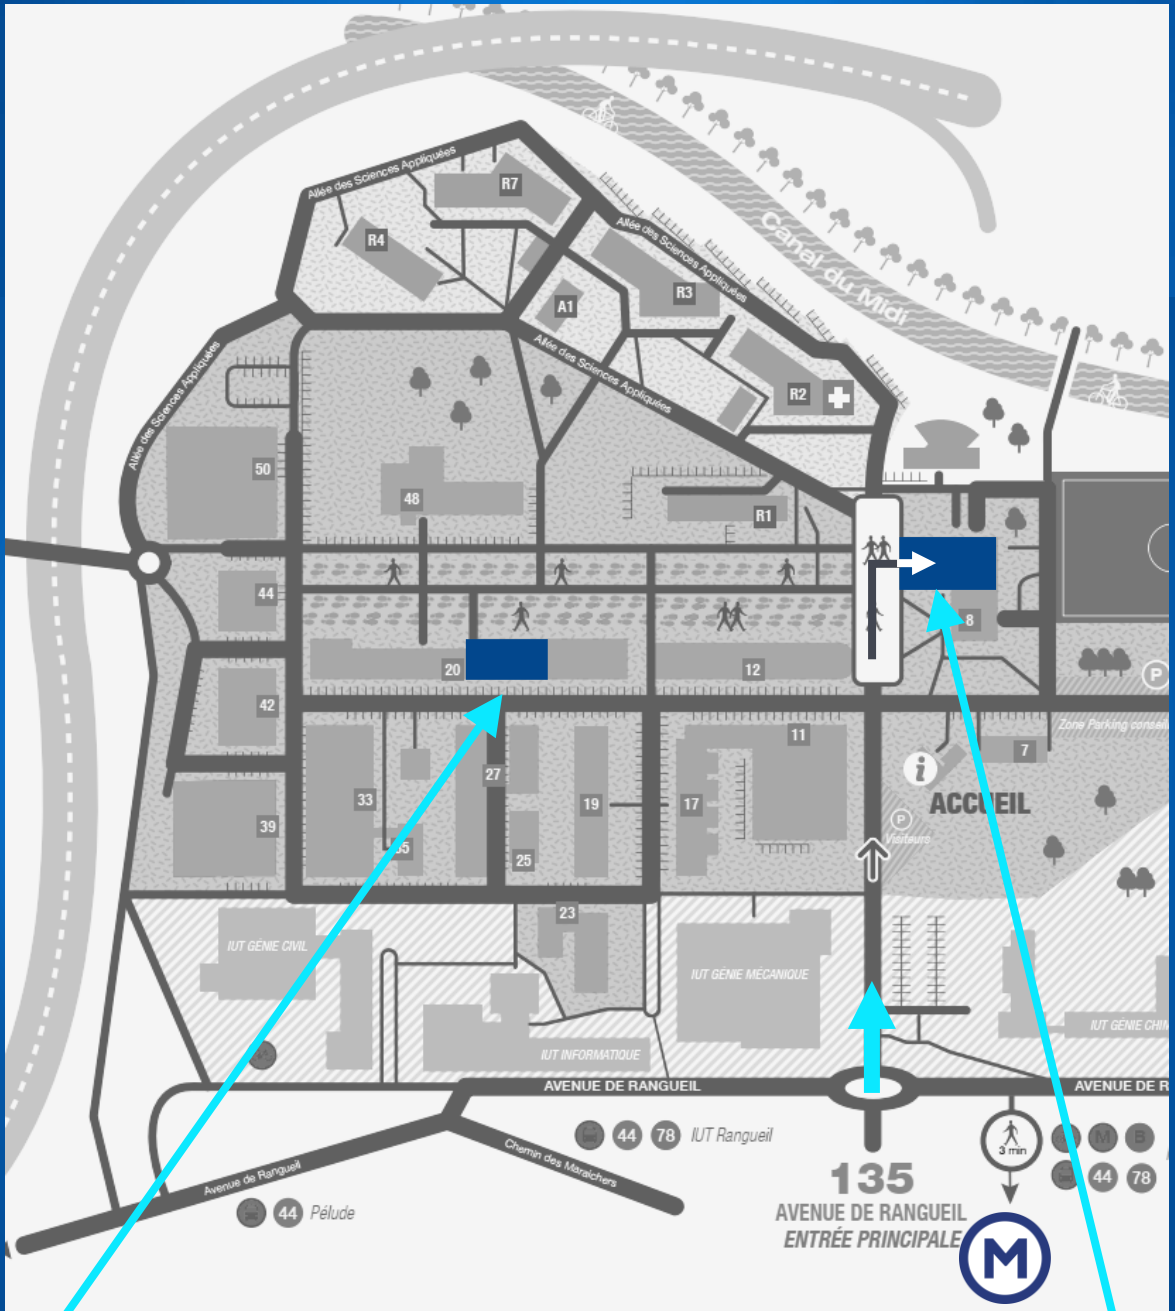 Allée des Sciences Appliquées
R7
Allée des Sciences Appliquées
R4
Canal du Midi
R3
A1
Allée des Sciences Appliquées
Allée des Sciences Appliquées
R2
50
48
R1
44
8
20
12
P
42
11
Zone Parking
7
27
i
ACCUEIL
33
19
17
P
Visiteurs
39
25
23
IUT GÉNIE CIVIL
IUT GÉNIE MÉCANIQUE
IUT GÉNIE CHIM
IUT INFORMATIQUE
AVENUE DE RANGUEIL
AVENUE DE R
44 78 IUT Rangueil
3 min
M B
Chemin des Maraichers
44 78
Avenue de Rangueil
135
44 Pélude
AVENUE DE RANGUEIL
ENTRÉE PRINCIPALE
M